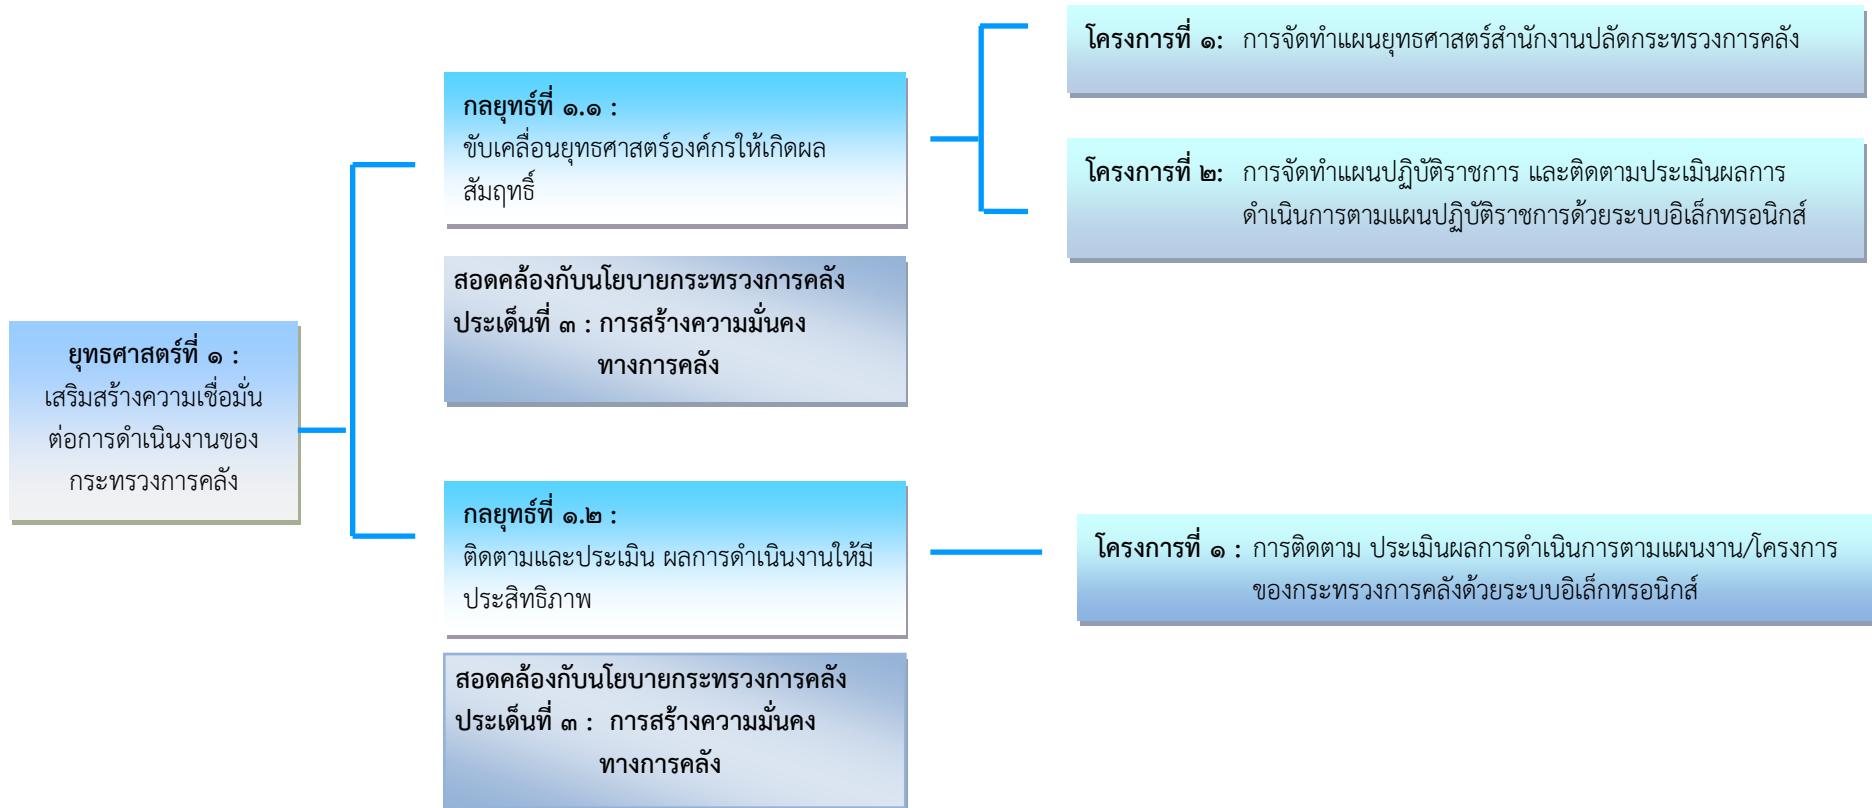 ยุทธศาสตร์ที่ ๑ :
เสริมสร้างความเชื่อมั่น
ต่อการดำเนินงานของ
กระทรวงการคลัง
กลยุทธ์ที่ ๑.๑ :
ขับเคลื่อนยุทธศาสตร์องค์กรให้เกิดผล
สัมฤทธิ์
สอดคล้องกับนโยบายกระทรวงการคลัง
ประเด็นที่ ๓ : การสร้างความมั่นคง
ทางการคลัง
โครงการที่ ๑: การจัดทำแผนยุทธศาสตร์สำนักงานปลัดกระทรวงการคลัง
โครงการที่ ๒: การจัดทำแผนปฏิบัติราชการ และติดตามประเมินผลการ
ดำเนินการตามแผนปฏิบัติราชการด้วยระบบอิเล็กทรอนิกส์
กลยุทธ์ที่ ๑.๒ :
ติดตามและประเมิน ผลการดำเนินงานให้มี
ประสิทธิภาพ
สอดคล้องกับนโยบายกระทรวงการคลัง
ประเด็นที่ ๓ : การสร้างความมั่นคง
ทางการคลัง
โครงการที่ ๑ : การติดตาม ประเมินผลการดำเนินการตามแผนงาน/โครงการ
ของกระทรวงการคลังด้วยระบบอิเล็กทรอนิกส์